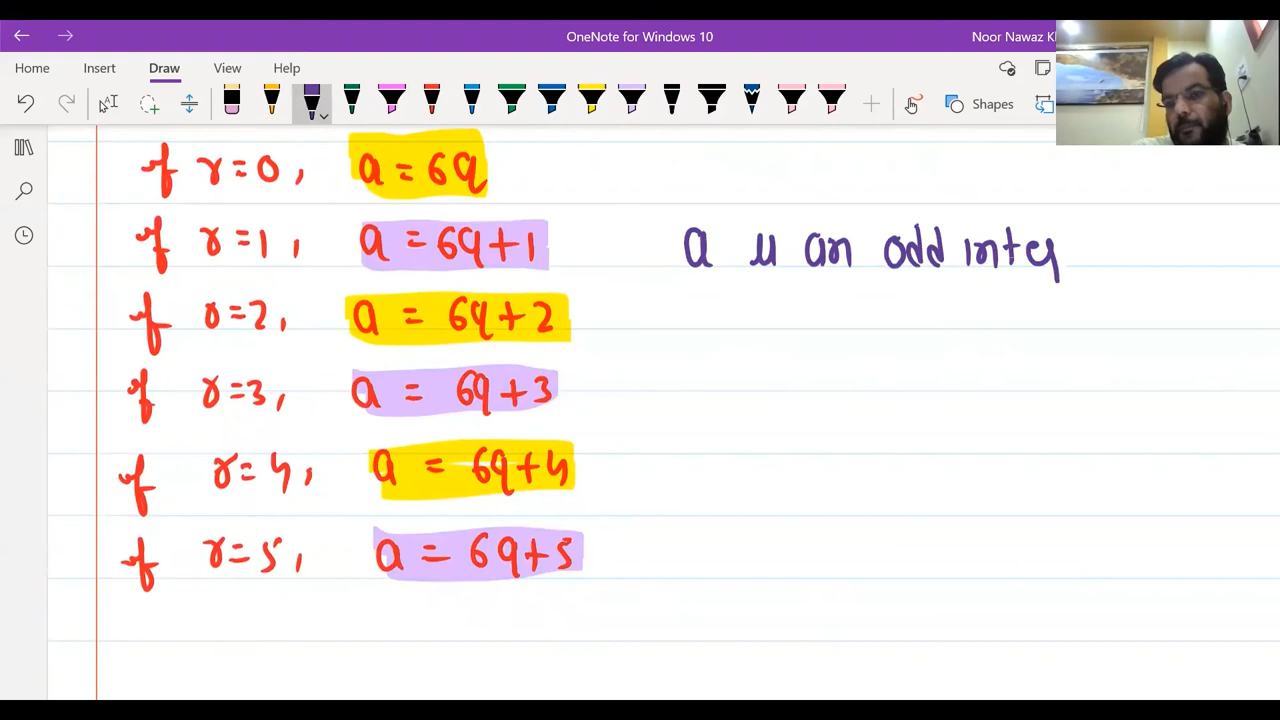 OneNote for Windows 10
Noor Nawaz Kh
Home Insert Draw View Help
Shapes
if r=0, a=6q
if r=1, a=6q+1
a is an odd integ
if r=2, a=6q+2
if r=3, a=6q+3
if r=4, a=6q+4
if r=5, a=6q+5